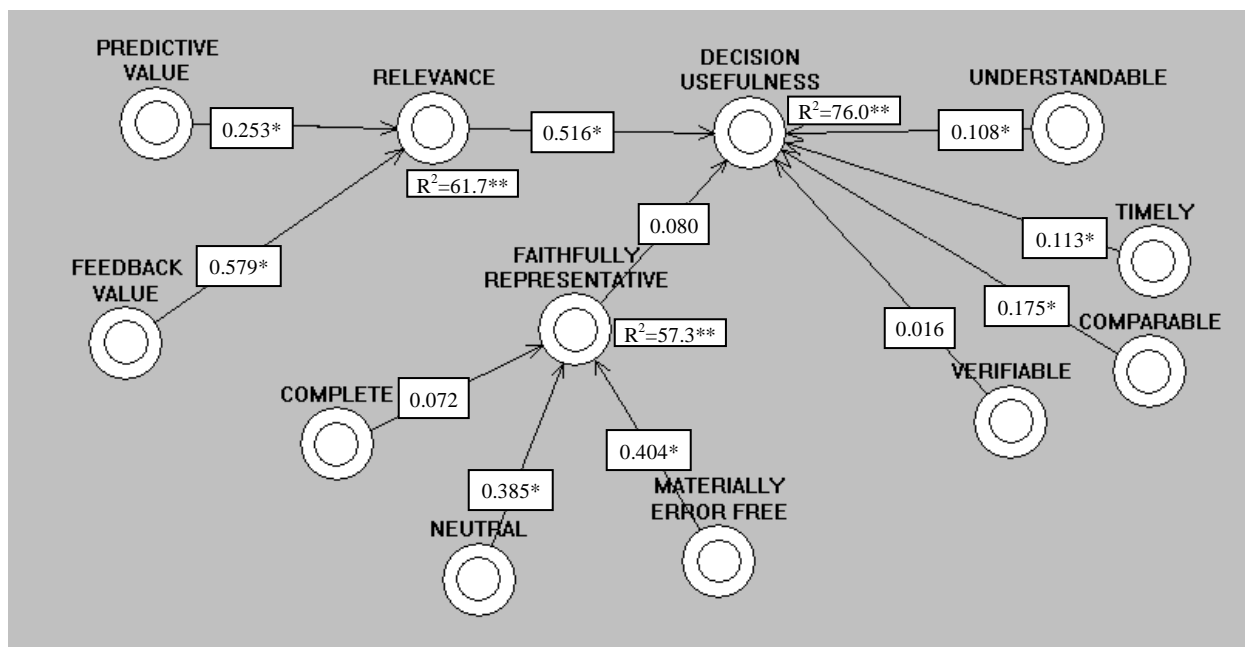 PREDICTIVE
VALUE
RELEVANCE
DECISION
USEFULNESS
UNDERSTANDABLE
0.253*
0.516*
R²=76.0**
0.108*
R²=61.7**
TIMELY
0.080
0.113*
FEEDBACK
VALUE
0.579*
FAITHFULLY
REPRESENTATIVE
0.175*
COMPARABLE
R²=57.3**
0.016
VERIFIABLE
COMPLETE
0.072
0.404*
0.385*
MATERIALLY
ERROR FREE
NEUTRAL